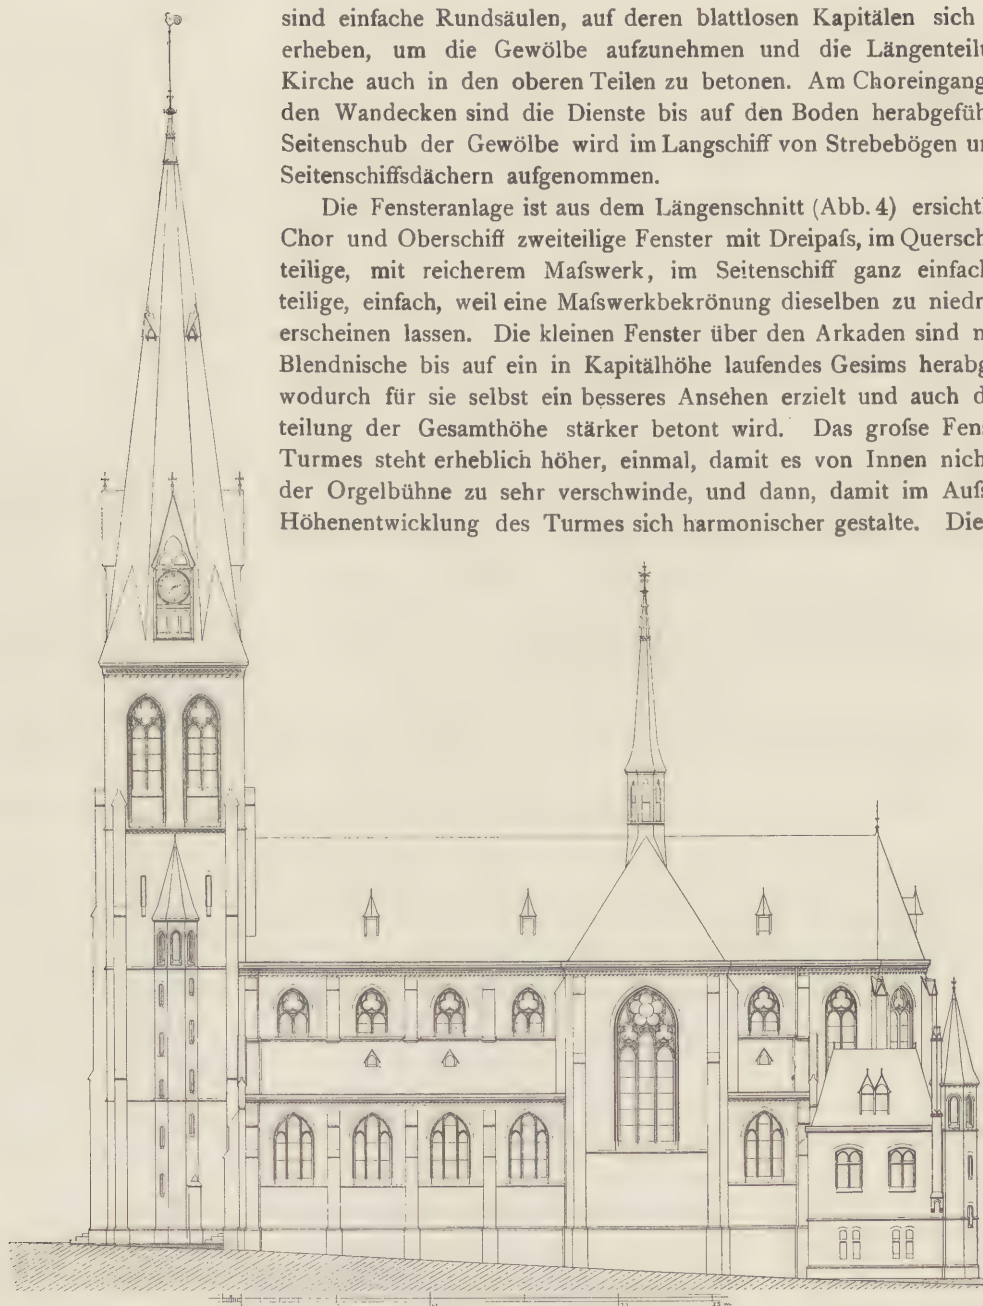 sind einfache Rundsäulen, auf deren blattlosen Kapitälen sich
erheben, um die Gewölbe aufzunehmen und die Längenteil
Kirche auch in den oberen Teilen zu betonen. Am Choreingang
den Wandecken sind die Dienste bis auf den Boden herabgefüh
Seitenschub der Gewölbe wird im Langschiff von Strebebögen u
Seitenschiffsdächern aufgenommen.
Die Fensteranlage ist aus dem Längenschnitt (Abb. 4) ersicht
Chor und Oberschiff zweiteilige Fenster mit Dreipaſs, im Quersch
teilige, mit reicherem Maſswerk, im Seitenschiff ganz einfach
teilige, einfach, weil eine Maſswerkbekrönung dieselben zu niedr
erscheinen lassen. Die kleinen Fenster über den Arkaden sind
Blendnische bis auf ein in Kapitälhöhe laufendes Gesims herabg
wodurch für sie selbst ein besseres Ansehen erzielt und auch d
teilung der Gesamthöhe stärker betont wird. Das groſse Fen
Turmes steht erheblich höher, einmal, damit es von Innen nich
der Orgelbühne zu sehr verschwinde, und dann, damit im Auſ
Höhenentwicklung des Turmes sich harmonischer gestalte. Die